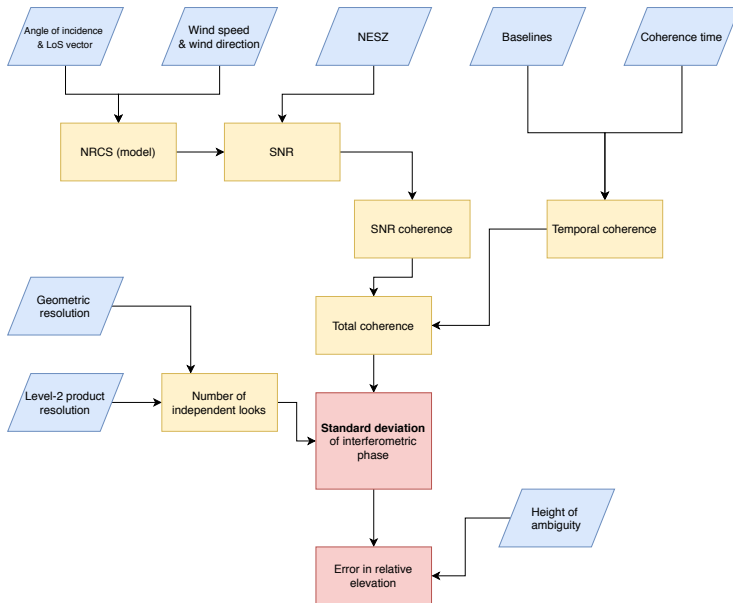 Angle of incidence
& LoS vector
Wind speed
& wind direction
NESZ
Baselines
Coherence time
NRCS (model)
SNR
SNR coherence
Temporal coherence
Geometric
resolution
Total coherence
Level-2 product
resolution
Number of
independent looks
Standard deviation
of interferometric
phase
Height of
ambiguity
Error in relative
elevation